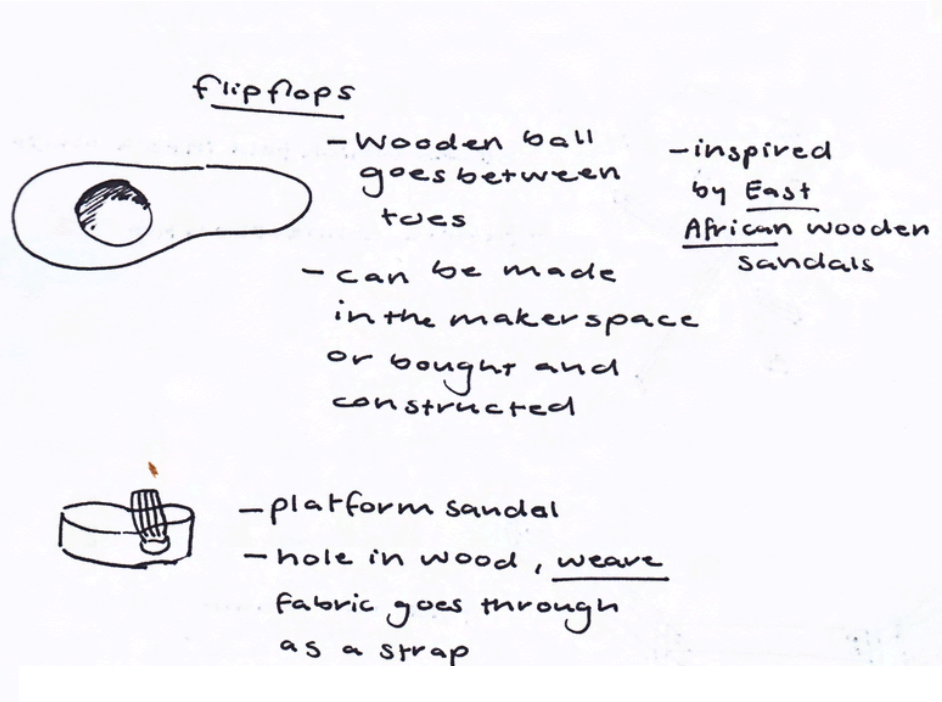 flipflops
- wooden ball
goes between
toes
- can be made
in the makerspace
or bought and
constructed
- inspired
by East
African wooden
sandals
- platform sandal
- hole in wood, weave
fabric goes through
as a strap